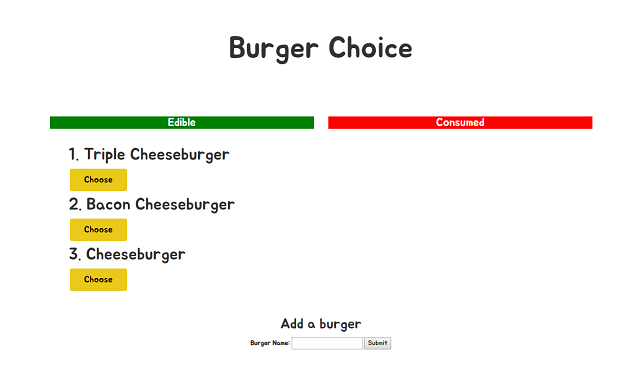 Burger Choice
Edible
Consumed
1. Triple Cheeseburger
Choose
2. Bacon Cheeseburger
Choose
3. Cheeseburger
Choose
Add a burger
Burger Name: Submit